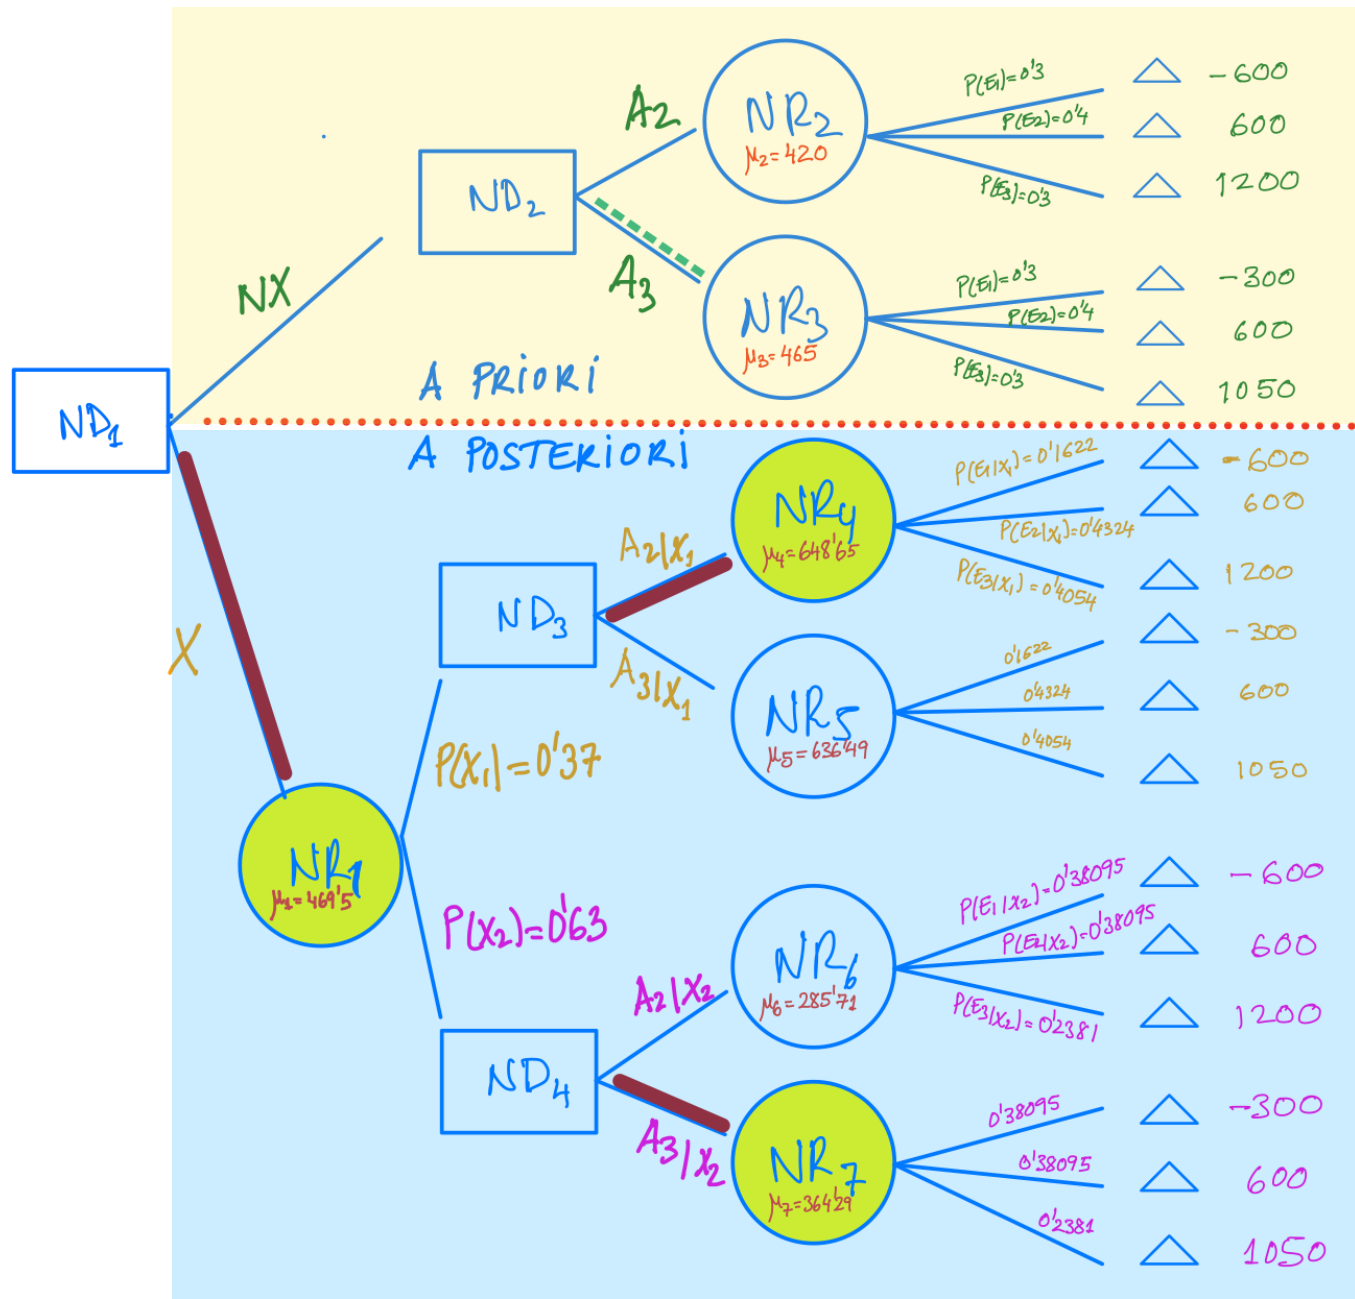 ND1
NX
ND2
A2
NR2
μ2=420
P(E1)=0'3
-600
P(E2)=0'4
600
P(E3)=0'3
1200
A3
NR3
μ3=465
P(E1)=0'3
-300
P(E2)=0'4
600
P(E3)=0'3
1050
A PRIORI
A POSTERIORI
X
NR1
μ1=469'5
P(X1)=0'37
ND3
A2|X1
NR4
μ4=648'65
P(E1|X1)=0'1622
-600
P(E2|X1)=0'4324
600
P(E3|X1)=0'4054
1200
A3|X1
NR5
μ5=636'49
0'1622
-300
0'4324
600
0'4054
1050
P(X2)=0'63
ND4
A2|X2
NR6
μ6=285'71
P(E1|X2)=0'38095
-600
P(E2|X2)=0'38095
600
P(E3|X2)=0'2381
1200
A3|X2
NR7
μ7=364'29
0'38095
-300
0'38095
600
0'2381
1050